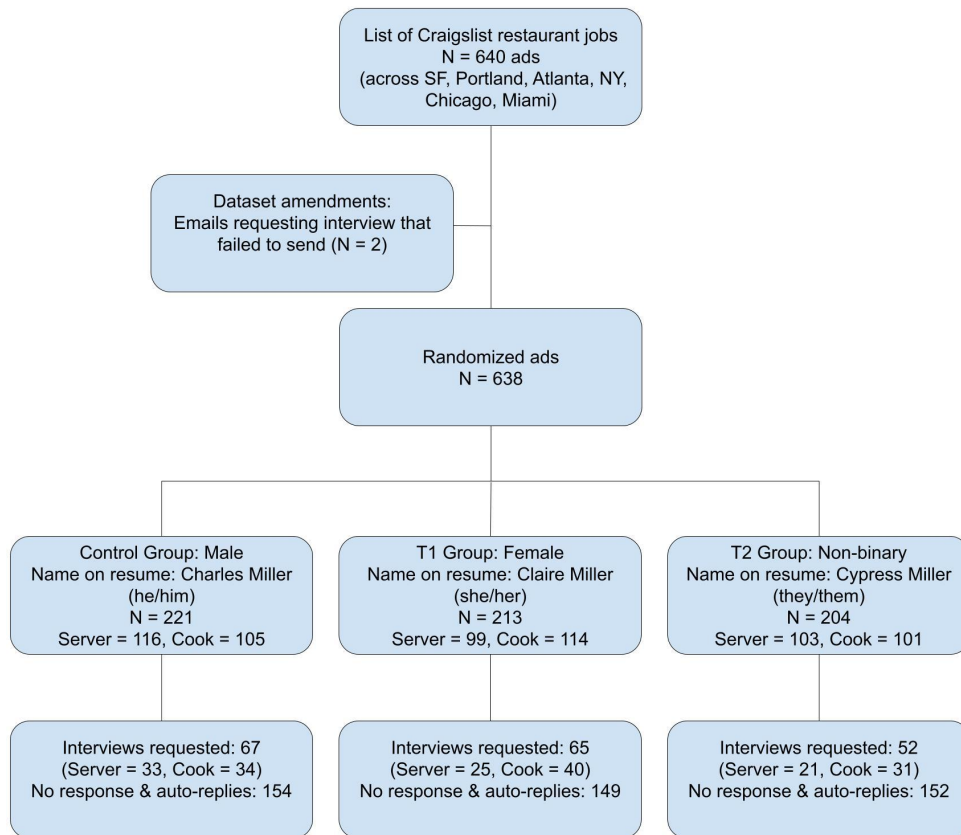 List of Craigslist restaurant jobs
N = 640 ads
(across SF, Portland, Atlanta, NY,
Chicago, Miami)
Dataset amendments:
Emails requesting interview that
failed to send (N = 2)
Randomized ads
N = 638
Control Group: Male
Name on resume: Charles Miller
(he/him)
N = 221
Server = 116, Cook = 105
T1 Group: Female
Name on resume: Claire Miller
(she/her)
N = 213
Server = 99, Cook = 114
T2 Group: Non-binary
Name on resume: Cypress Miller
(they/them)
N = 204
Server = 103, Cook = 101
Interviews requested: 67
(Server = 33, Cook = 34)
No response & auto-replies: 154
Interviews requested: 65
(Server = 25, Cook = 40)
No response & auto-replies: 149
Interviews requested: 52
(Server = 21, Cook = 31)
No response & auto-replies: 152